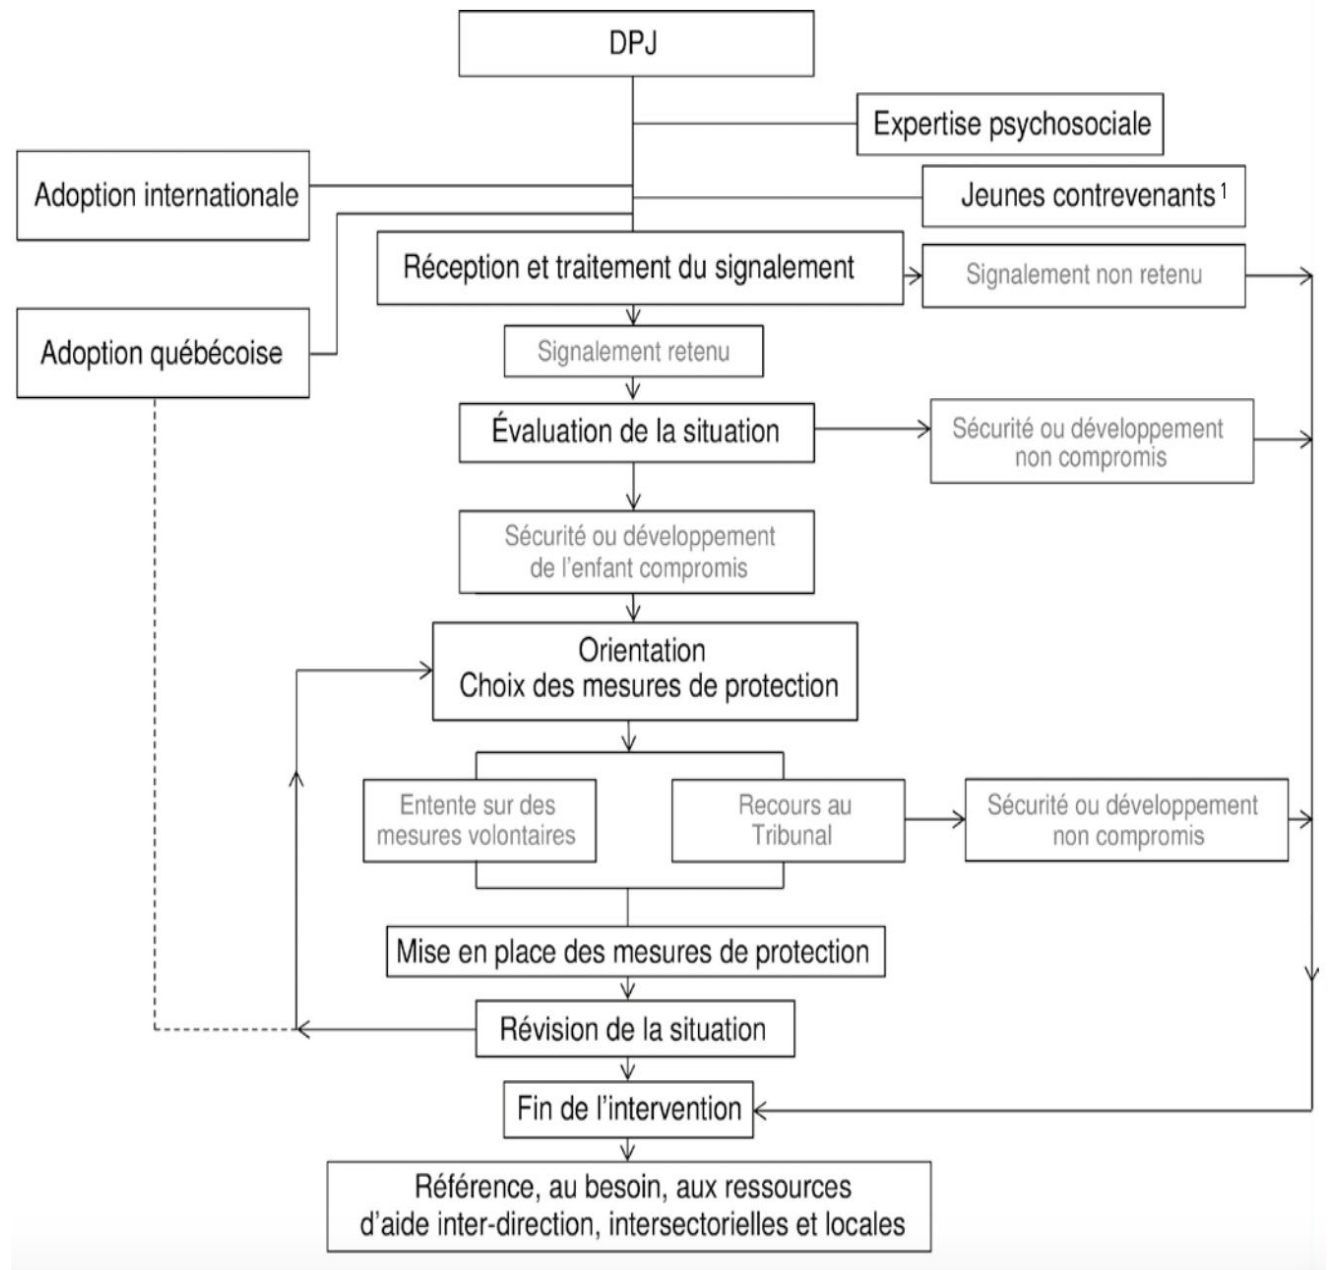 DPJ
Expertise psychosociale
Adoption internationale
Jeunes contrevenants¹
Réception et traitement du signalement
Signalement non retenu
Signalement retenu
Adoption québécoise
Évaluation de la situation
Sécurité ou développement
non compromis
Sécurité ou développement
de l'enfant compromis
Orientation
Choix des mesures de protection
Entente sur des
mesures volontaires
Recours au
Tribunal
Sécurité ou développement
non compromis
Mise en place des mesures de protection
Révision de la situation
Fin de l'intervention
Référence, au besoin, aux ressources
d'aide inter-direction, intersectorielles et locales